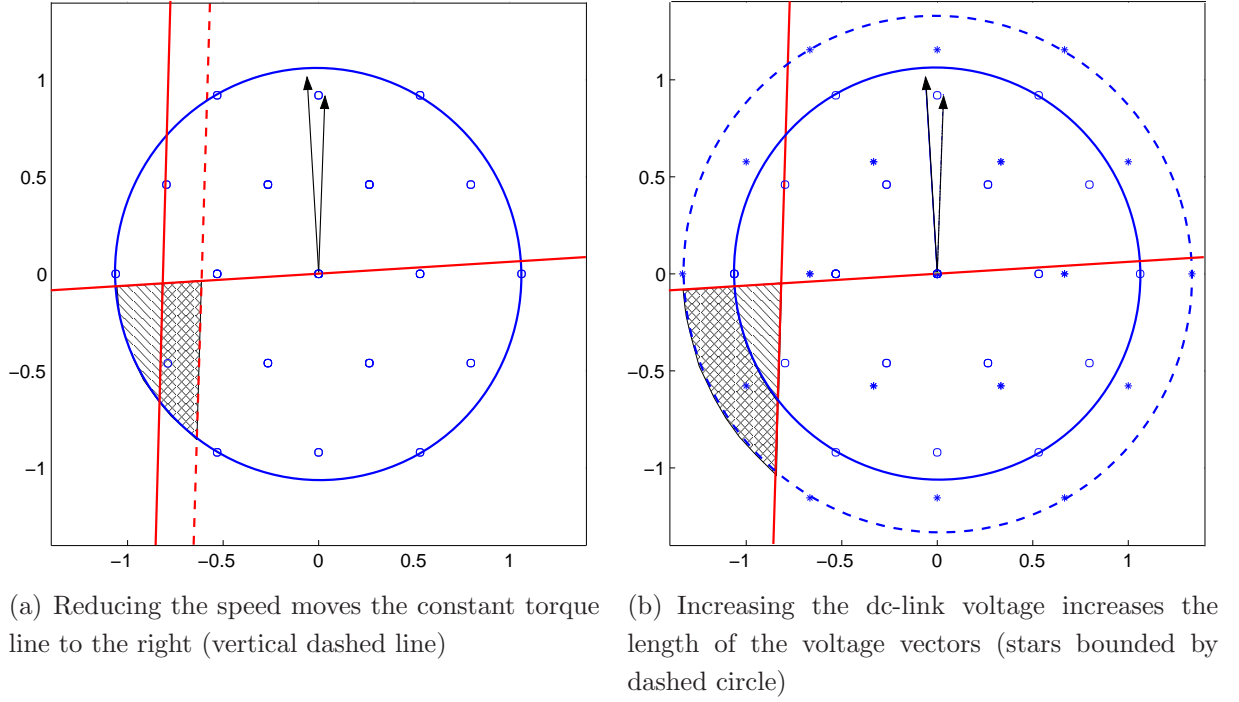 1
0.5
0
−0.5
−1
−1 −0.5 0 0.5 1
1
0.5
0
−0.5
−1
−1 −0.5 0 0.5 1
(a) Reducing the speed moves the constant torque
line to the right (vertical dashed line)
(b) Increasing the dc-link voltage increases the
length of the voltage vectors (stars bounded by
dashed circle)